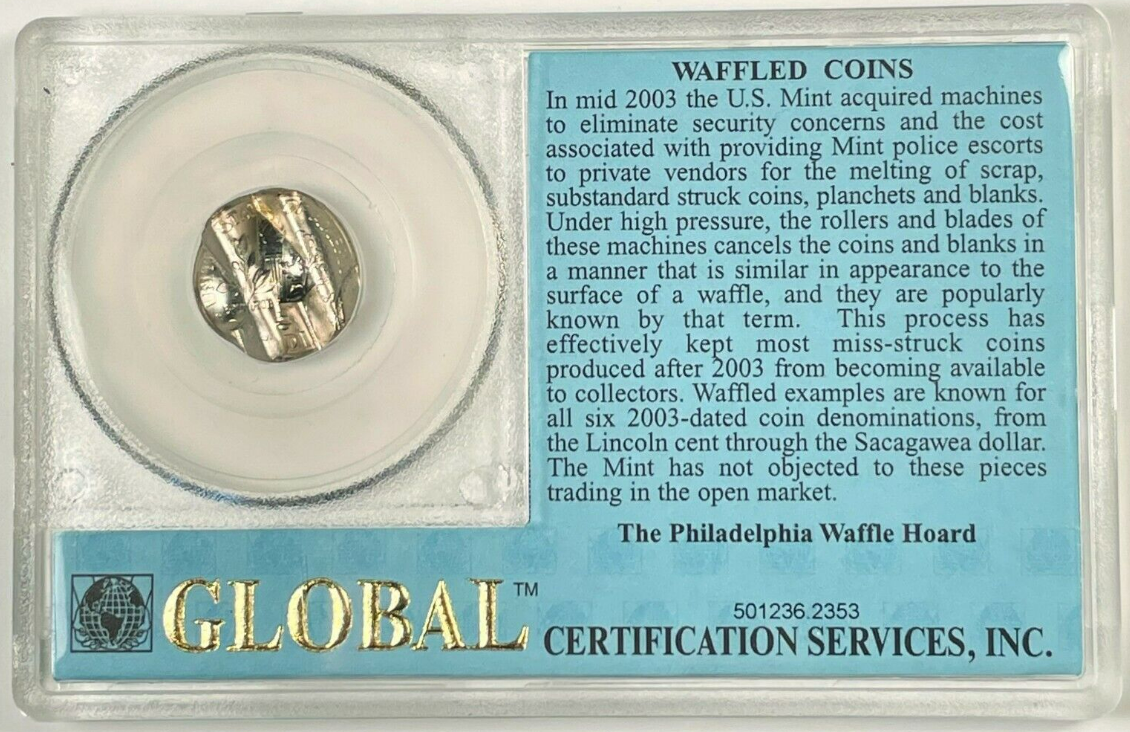 WAFFLED COINS
In mid 2003 the U.S. Mint acquired machines
to eliminate security concerns and the cost
associated with providing Mint police escorts
to private vendors for the melting of scrap,
substandard struck coins, planchets and blanks.
Under high pressure, the rollers and blades of
these machines cancels the coins and blanks in
a manner that is similar in appearance to the
surface of a waffle, and they are popularly
known by that term. This process has
effectively kept most miss-struck coins
produced after 2003 from becoming available
to collectors. Waffled examples are known for
all six 2003-dated coin denominations, from
the Lincoln cent through the Sacagawea dollar.
The Mint has not objected to these pieces
trading in the open market.
The Philadelphia Waffle Hoard
GLOBAL™
501236.2353
CERTIFICATION SERVICES, INC.